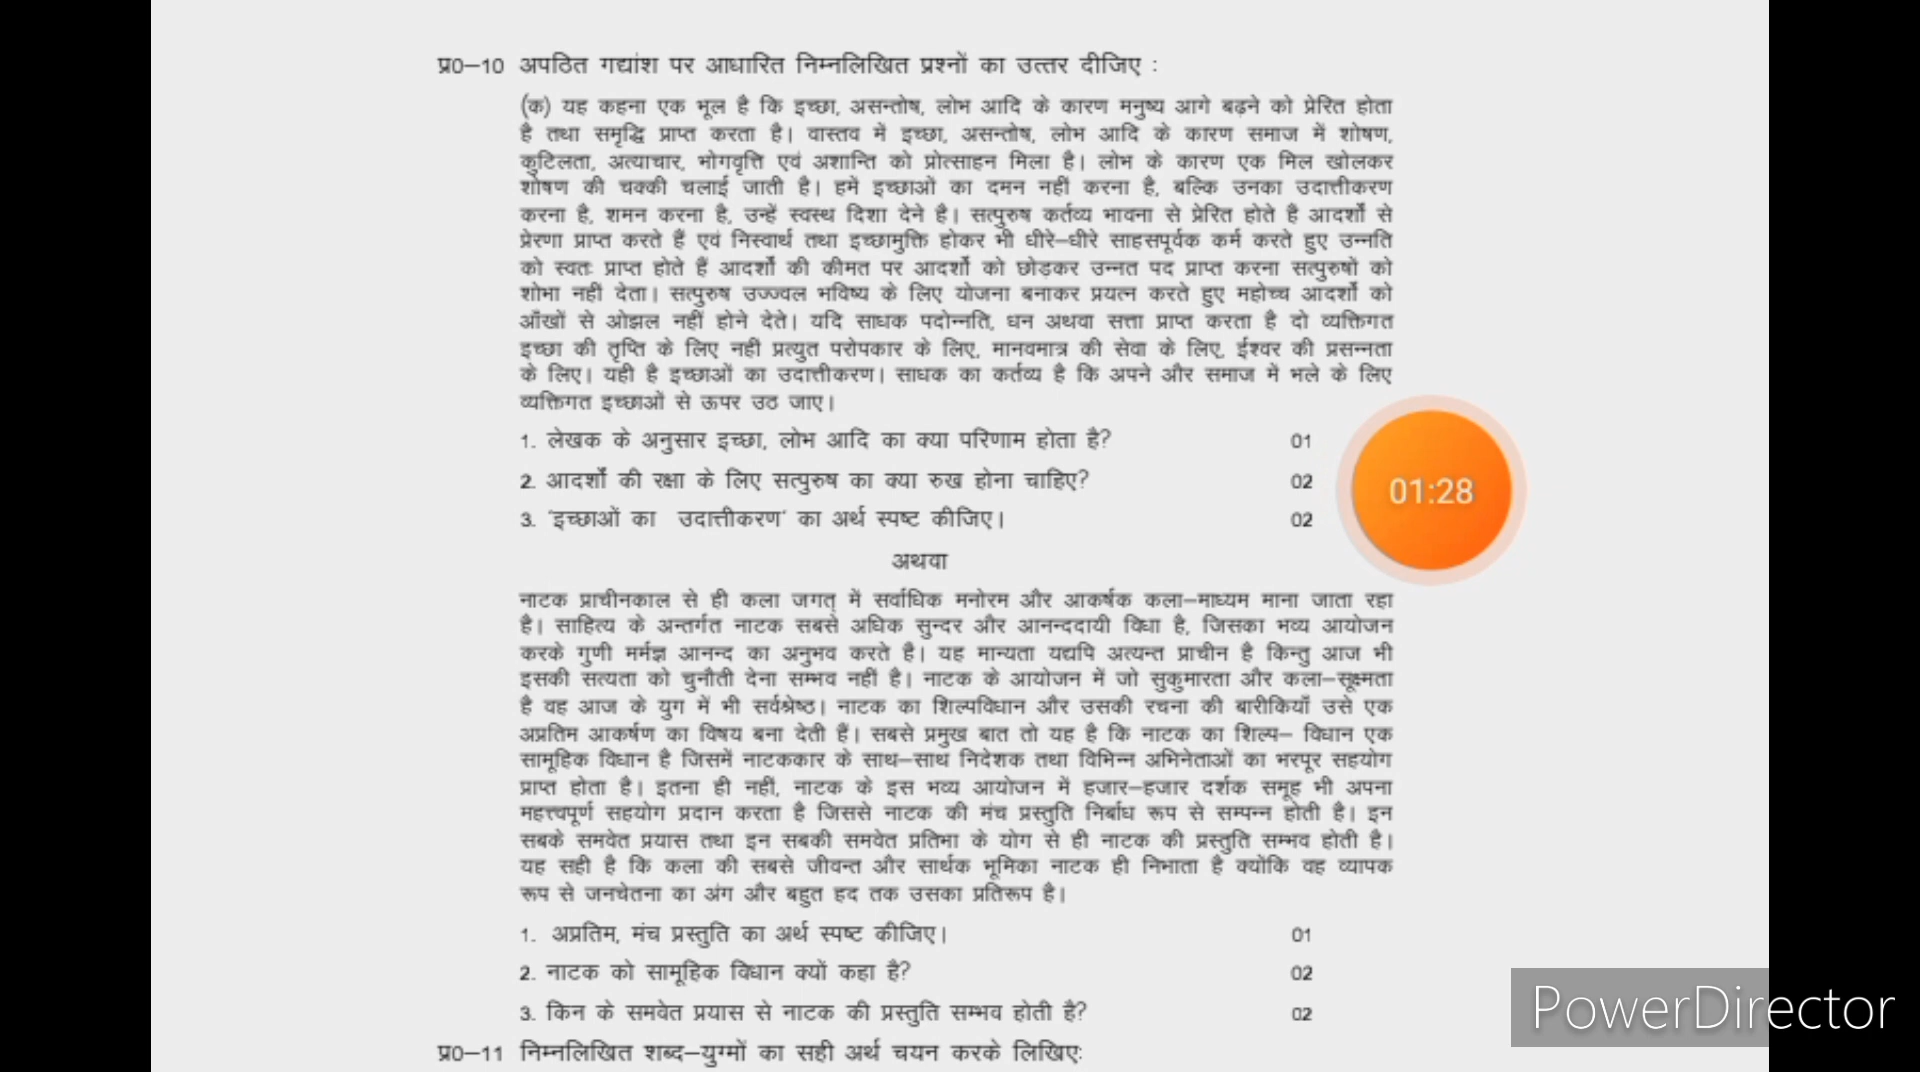 प्र0–10 अपठित गद्यांश पर आधारित निम्नलिखित प्रश्नों का उत्तर दीजिए :
(क) यह कहना एक भूल है कि इच्छा, असन्तोष, लोभ आदि के कारण मनुष्य आगे बढ़ने को प्रेरित होता
है तथा समृद्धि प्राप्त करता है। वास्तव में इच्छा, असन्तोष, लोभ आदि के कारण समाज में शोषण,
कुटिलता, अत्याचार, भोगवृत्ति एवं अशान्ति को प्रोत्साहन मिला है। लोभ के कारण एक मिल खोलकर
शोषण की चक्की चलाई जाती है। हमें इच्छाओं का दमन नहीं करना है, बल्कि उनका उदात्तीकरण
करना है, शमन करना है, उन्हें स्वस्थ दिशा देने है। सत्पुरुष कर्तव्य भावना से प्रेरित होते है आदर्शों से
प्रेरणा प्राप्त करते हैं एवं निस्वार्थ तथा इच्छामुक्ति होकर भी धीरे–धीरे साहसपूर्वक कर्म करते हुए उन्नति
को स्वतः प्राप्त होते हैं आदर्शों की कीमत पर आदर्शों को छोड़कर उन्नत पद प्राप्त करना सत्पुरुषों को
शोभा नहीं देता। सत्पुरुष उज्ज्वल भविष्य के लिए योजना बनाकर प्रयत्न करते हुए महोच्च आदर्शों को
आँखों से ओझल नहीं होने देते। यदि साधक पदोन्नति, धन अथवा सत्ता प्राप्त करता है दो व्यक्तिगत
इच्छा की तृप्ति के लिए नहीं प्रत्युत परोपकार के लिए, मानवमात्र की सेवा के लिए, ईश्वर की प्रसन्नता
के लिए। यही है इच्छाओं का उदात्तीकरण। साधक का कर्तव्य है कि अपने और समाज में भले के लिए
व्यक्तिगत इच्छाओं से ऊपर उठ जाए।
1. लेखक के अनुसार इच्छा, लोभ आदि का क्या परिणाम होता है? 01
2. आदर्शों की रक्षा के लिए सत्पुरुष का क्या रुख होना चाहिए? 02
01:28
3. 'इच्छाओं का उदात्तीकरण' का अर्थ स्पष्ट कीजिए। 02
अथवा
नाटक प्राचीनकाल से ही कला जगत् में सर्वाधिक मनोरम और आकर्षक कला–माध्यम माना जाता रहा
है। साहित्य के अन्तर्गत नाटक सबसे अधिक सुन्दर और आनन्ददायी विधा है, जिसका भव्य आयोजन
करके गुणी मर्मज्ञ आनन्द का अनुभव करते है। यह मान्यता यद्यपि अत्यन्त प्राचीन है किन्तु आज भी
इसकी सत्यता को चुनौती देना सम्भव नहीं है। नाटक के आयोजन में जो सुकुमारता और कला–सूक्ष्मता
है वह आज के युग में भी सर्वश्रेष्ठ। नाटक का शिल्पविधान और उसकी रचना की बारीकियाँ उसे एक
अप्रतिम आकर्षण का विषय बना देती हैं। सबसे प्रमुख बात तो यह है कि नाटक का शिल्प– विधान एक
सामूहिक विधान है जिसमें नाटककार के साथ–साथ निदेशक तथा विभिन्न अभिनेताओं का भरपूर सहयोग
प्राप्त होता है। इतना ही नहीं, नाटक के इस भव्य आयोजन में हजार–हजार दर्शक समूह भी अपना
महत्त्वपूर्ण सहयोग प्रदान करता है जिससे नाटक की मंच प्रस्तुति निर्बाध रूप से सम्पन्न होती है। इन
सबके समवेत प्रयास तथा इन सबकी समवेत प्रतिभा के योग से ही नाटक की प्रस्तुति सम्भव होती है।
यह सही है कि कला की सबसे जीवन्त और सार्थक भूमिका नाटक ही निभाता है क्योंकि वह व्यापक
रूप से जनचेतना का अंग और बहुत हद तक उसका प्रतिरूप है।
1. अप्रतिम, मंच प्रस्तुति का अर्थ स्पष्ट कीजिए। 01
2. नाटक को सामूहिक विधान क्यों कहा है? 02
3. किन के समवेत प्रयास से नाटक की प्रस्तुति सम्भव होती है? 02
PowerDirector
प्र0–11 निम्नलिखित शब्द–युग्मों का सही अर्थ चयन करके लिखिएः